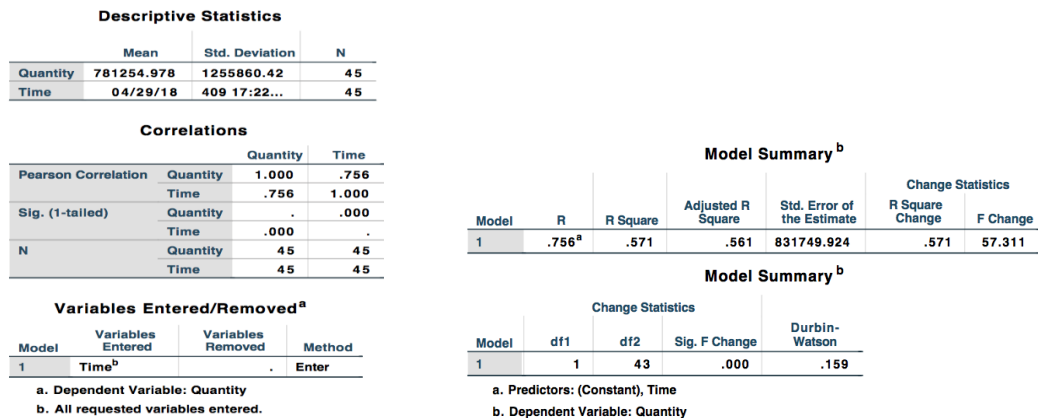 Descriptive Statistics
Mean Std. Deviation N
Quantity 781254.978 1255860.42 45
Time 04/29/18 409 17:22... 45
Correlations
Quantity Time
Pearson Correlation Quantity 1.000 .756
Time .756 1.000
Sig. (1-tailed) Quantity . .000
Time .000 .
N Quantity 45 45
Time 45 45
Variables Entered/Removedᵃ
Model Variables Entered Variables Removed Method
1 Timeᵇ . Enter
a. Dependent Variable: Quantity
b. All requested variables entered.
Model Summary ᵇ
Change Statistics
Model R R Square Adjusted R Square Std. Error of the Estimate R Square Change F Change
1 .756ᵃ .571 .561 831749.924 .571 57.311
Model Summary ᵇ
Change Statistics
Model df1 df2 Sig. F Change Durbin-Watson
1 1 43 .000 .159
a. Predictors: (Constant), Time
b. Dependent Variable: Quantity